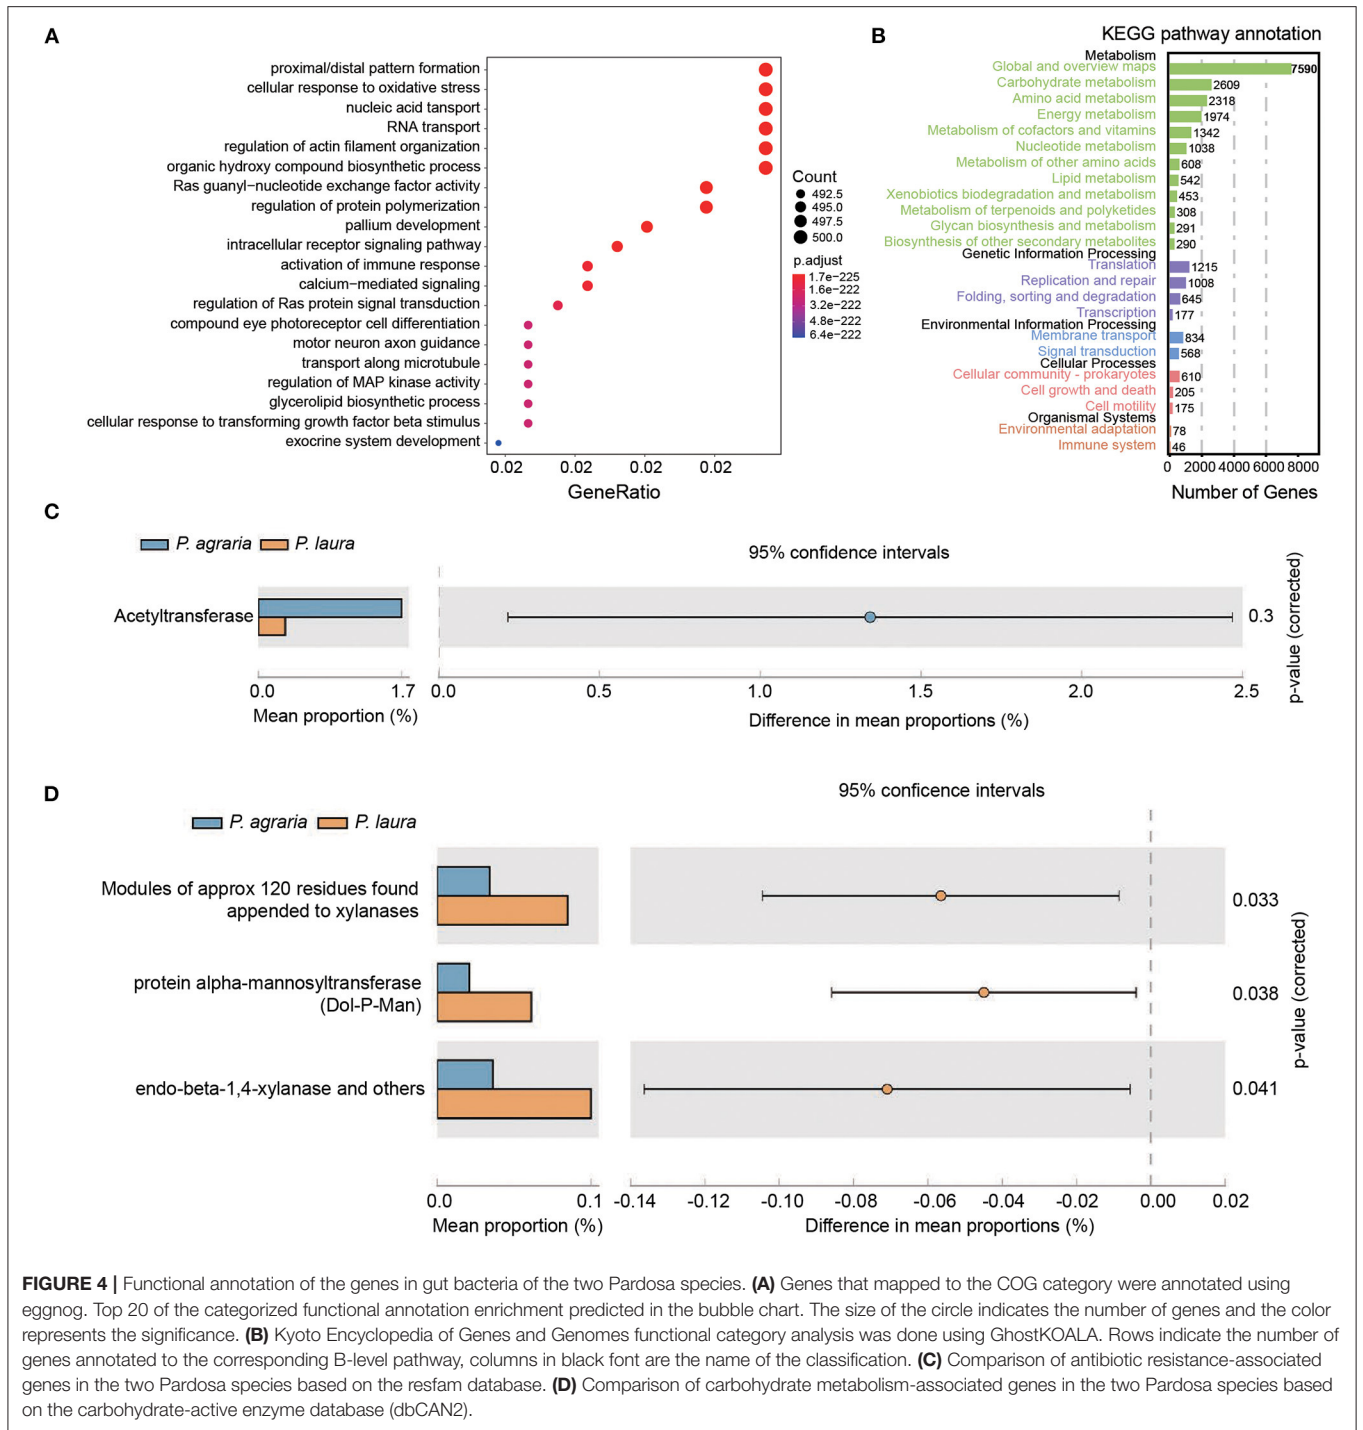 A
proximal/distal pattern formation
cellular response to oxidative stress
nucleic acid tansport
RNA transport
regulation of actin filament organization
organic hydroxy compound biosynthetic process
Ras guanyl−nucleotide exchange factor activity
regulation of protein polymerization
pallium development
intracellular receptor signaling pathway
activation of immune response
calcium−mediated signaling
regulation of Ras protein signal transduction
compound eye photoreceptor cell differentiation
motor neuron axon guidance
transport along microtubule
regulation of MAP kinase activity
glycerolipid biosynthetic process
cellular response to transforming growth factor beta stimulus
exocrine system development
0.02 0.02 0.02 0.02
GeneRatio
Count
492.5
495.0
497.5
500.0
p.adjust
1.7e−225
1.6e−222
3.2e−222
4.8e−222
6.4e−222
B
KEGG pathway annotation
Metabolism
Global and overview maps 7590
Carbohydrate metabolism 2609
Amino acid metabolism 2318
Energy metabolism 1974
Metabolism of cofactors and vitamins 1342
Nucleotide metabolism 1038
Metabolism of other amino acids 608
Lipid metabolism 542
Xenobiotics biodegradation and metabolism 453
Metabolism of terpenoids and polyketides 308
Glycan biosynthesis and metabolism 291
Biosynthesis of other secondary metabolites 290
Genetic Information Processing
Translation 1215
Replication and repair 1008
Folding, sorting and degradation 645
Transcription 177
Environmental Information Processing
Membrane transport 834
Signal transduction 568
Cellular Processes
Cellular community - prokaryotes 610
Cell growth and death 205
Cell motility 175
Organismal Systems
Environmental adaptation 78
Immune system 46
0 2000 4000 6000 8000
Number of Genes
C
P. agraria P. laura
95% confidence intervals
Acetyltransferase
0.3
p-value (corrected)
0.0 1.7
Mean proportion (%)
0.0 0.5 1.0 1.5 2.0 2.5
Difference in mean proportions (%)
D
95% conficence intervals
P. agraria P. laura
Modules of approx 120 residues found
appended to xylanases
0.033
protein alpha-mannosyltransferase
(Dol-P-Man)
0.038
endo-beta-1,4-xylanase and others
0.041
p-value (corrected)
0.0 0.1
Mean proportion (%)
-0.14 -0.12 -0.10 -0.08 -0.06 -0.04 -0.02 0.00 0.02
Difference in mean proportions (%)
FIGURE 4 | Functional annotation of the genes in gut bacteria of the two Pardosa species. (A) Genes that mapped to the COG category were annotated using
eggnog. Top 20 of the categorized functional annotation enrichment predicted in the bubble chart. The size of the circle indicates the number of genes and the color
represents the significance. (B) Kyoto Encyclopedia of Genes and Genomes functional category analysis was done using GhostKOALA. Rows indicate the number of
genes annotated to the corresponding B-level pathway, columns in black font are the name of the classification. (C) Comparison of antibiotic resistance-associated
genes in the two Pardosa species based on the resfam database. (D) Comparison of carbohydrate metabolism-associated genes in the two Pardosa species based
on the carbohydrate-active enzyme database (dbCAN2).